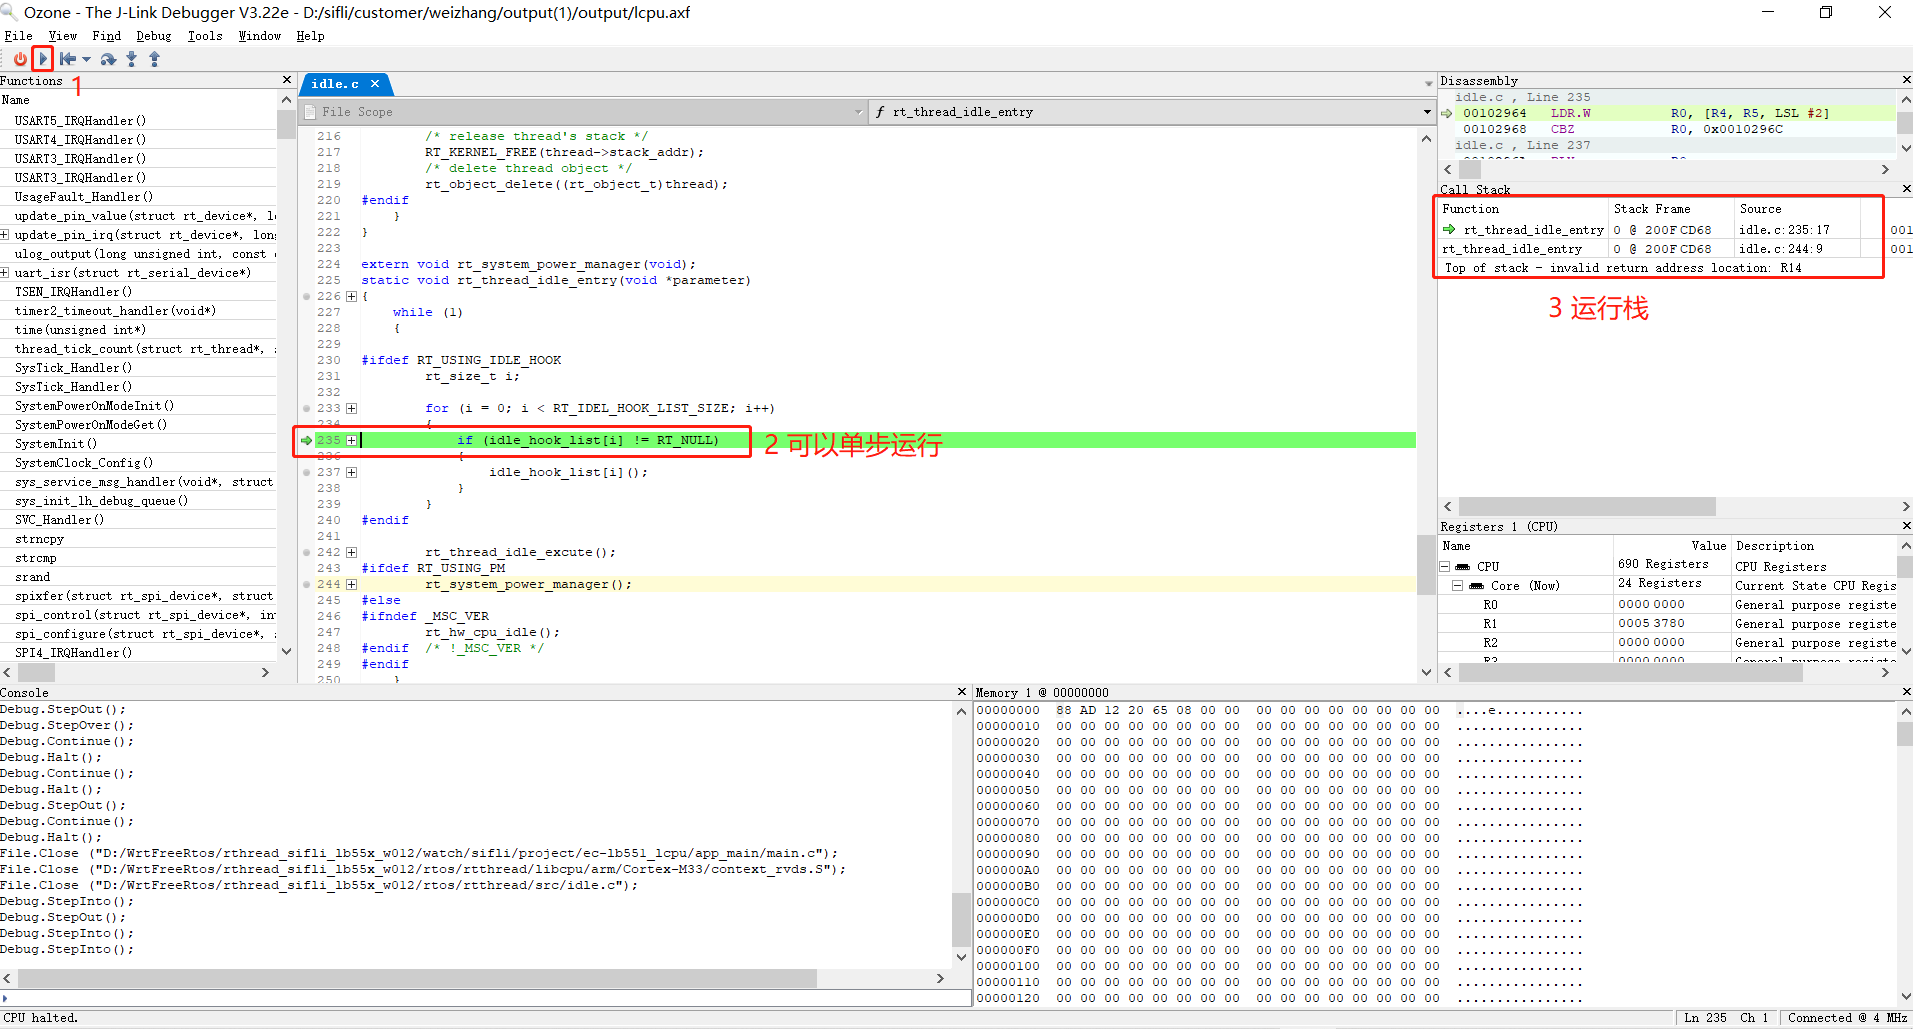 Ozone - The J-Link Debugger V3.22e - D:/sifli/customer/weizhang/output(1)/output/lcpu.axf
File View Find Debug Tools Window Help
1
Functions
Name
USART5_IRQHandler()
USART4_IRQHandler()
USART3_IRQHandler()
USART3_IRQHandler()
UsageFault_Handler()
update_pin_value(struct rt_device*, lo
update_pin_irq(struct rt_device*, long
ulog_output(long unsigned int, const c
uart_isr(struct rt_serial_device*)
TSEN_IRQHandler()
timer2_timeout_handler(void*)
time(unsigned int*)
thread_tick_count(struct rt_thread*,
SysTick_Handler()
SysTick_Handler()
SystemPowerOnModeInit()
SystemPowerOnModeGet()
SystemInit()
SystemClock_Config()
sys_service_msg_handler(void*, struct
sys_init_lh_debug_queue()
SVC_Handler()
strncpy
strcmp
srand
spixfer(struct rt_spi_device*, struct
spi_control(struct rt_spi_device*, in
spi_configure(struct rt_spi_device*,
SPI4_IRQHandler()
idle.c
File Scope
rt_thread_idle_entry
216 /* release thread's stack */
217 RT_KERNEL_FREE(thread->stack_addr);
218 /* delete thread object */
219 rt_object_delete((rt_object_t)thread);
220 #endif
221 }
222 }
223
224 extern void rt_system_power_manager(void);
225 static void rt_thread_idle_entry(void *parameter)
226 {
227 while (1)
228 {
229
230 #ifdef RT_USING_IDLE_HOOK
231 rt_size_t i;
232
233 for (i = 0; i < RT_IDEL_HOOK_LIST_SIZE; i++)
234 {
235 if (idle_hook_list[i] != RT_NULL)
2 可以单步运行
236 {
237 idle_hook_list[i]();
238 }
239 }
240 #endif
241
242 rt_thread_idle_excute();
243 #ifdef RT_USING_PM
244 rt_system_power_manager();
245 #else
246 #ifndef _MSC_VER
247 rt_hw_cpu_idle();
248 #endif /* !_MSC_VER */
249 #endif
250 }
Disassembly
idle.c , Line 235
00102964 LDR.W R0, [R4, R5, LSL #2]
00102968 CBZ R0, 0x0010296C
idle.c , Line 237
Call Stack
Function Stack Frame Source
rt_thread_idle_entry 0 @ 200FCD68 idle.c:235:17 001
rt_thread_idle_entry 0 @ 200FCD68 idle.c:244:9 001
Top of stack - invalid return address location: R14
3 运行栈
Registers 1 (CPU)
Name Value Description
CPU 690 Registers CPU Registers
Core (Now) 24 Registers Current State CPU Regis
R0 0000 0000 General purpose registe
R1 0005 3780 General purpose registe
R2 0000 0000 General purpose registe
R3 0000 0000 General purpose registe
Console
Debug.StepOut();
Debug.StepOver();
Debug.Continue();
Debug.Halt();
Debug.Continue();
Debug.Halt();
Debug.StepOut();
Debug.Continue();
Debug.Halt();
File.Close ("D:/WrtFreeRtos/rthread_sifli_lb55x_w012/watch/sifli/project/ec-lb551_lcpu/app_main/main.c");
File.Close ("D:/WrtFreeRtos/rthread_sifli_lb55x_w012/rtos/rtthread/libcpu/arm/Cortex-M33/context_rvds.S");
File.Close ("D:/WrtFreeRtos/rthread_sifli_lb55x_w012/rtos/rtthread/src/idle.c");
Debug.StepInto();
Debug.StepOut();
Debug.StepInto();
Debug.StepInto();
Memory 1 @ 00000000
00000000 88 AD 12 20 65 08 00 00 00 00 00 00 00 00 00 00 ....e...........
00000010 00 00 00 00 00 00 00 00 00 00 00 00 00 00 00 00 ................
00000020 00 00 00 00 00 00 00 00 00 00 00 00 00 00 00 00 ................
00000030 00 00 00 00 00 00 00 00 00 00 00 00 00 00 00 00 ................
00000040 00 00 00 00 00 00 00 00 00 00 00 00 00 00 00 00 ................
00000050 00 00 00 00 00 00 00 00 00 00 00 00 00 00 00 00 ................
00000060 00 00 00 00 00 00 00 00 00 00 00 00 00 00 00 00 ................
00000070 00 00 00 00 00 00 00 00 00 00 00 00 00 00 00 00 ................
00000080 00 00 00 00 00 00 00 00 00 00 00 00 00 00 00 00 ................
00000090 00 00 00 00 00 00 00 00 00 00 00 00 00 00 00 00 ................
000000A0 00 00 00 00 00 00 00 00 00 00 00 00 00 00 00 00 ................
000000B0 00 00 00 00 00 00 00 00 00 00 00 00 00 00 00 00 ................
000000C0 00 00 00 00 00 00 00 00 00 00 00 00 00 00 00 00 ................
000000D0 00 00 00 00 00 00 00 00 00 00 00 00 00 00 00 00 ................
000000E0 00 00 00 00 00 00 00 00 00 00 00 00 00 00 00 00 ................
000000F0 00 00 00 00 00 00 00 00 00 00 00 00 00 00 00 00 ................
00000100 00 00 00 00 00 00 00 00 00 00 00 00 00 00 00 00 ................
00000110 00 00 00 00 00 00 00 00 00 00 00 00 00 00 00 00 ................
00000120 00 00 00 00 00 00 00 00 00 00 00 00 00 00 00 00 ................
CPU halted.
Ln 235 Ch 1 Connected @ 4 MHz